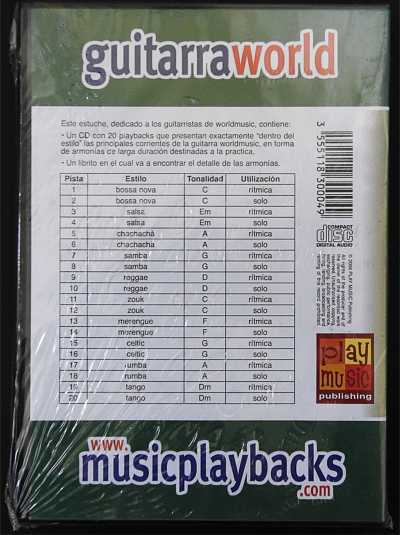 guitarraworld
Este estuche, dedicado a los guitarristas de worldmusic, contiene:
- Un CD con 20 playbacks que presentan exactamente "dentro del
estilo" las principales corrientes de la guitarra worldmusic, en forma
de armonías de larga duración destinadas a la practica.
- Un librito en el cual va a encontrar el detalle de las armonías.
Pista Estilo Tonalidad Utilización
1 bossa nova C rítmica
2 bossa nova C solo
3 salsa Em rítmica
4 salsa Em solo
5 chachachá A rítmica
6 chachachá A solo
7 samba G rítmica
8 samba G solo
9 reggae D rítmica
10 reggae D solo
11 zouk C rítmica
12 zouk C solo
13 merengue F rítmica
14 merengue F solo
15 celtic G rítmica
16 celtic G solo
17 rumba A rítmica
18 rumba A solo
19 tango Dm rítmica
20 tango Dm solo
3 555118 300049
COMPACT
disc
DIGITAL AUDIO
play
music
publishing
www.
musicplaybacks
.com